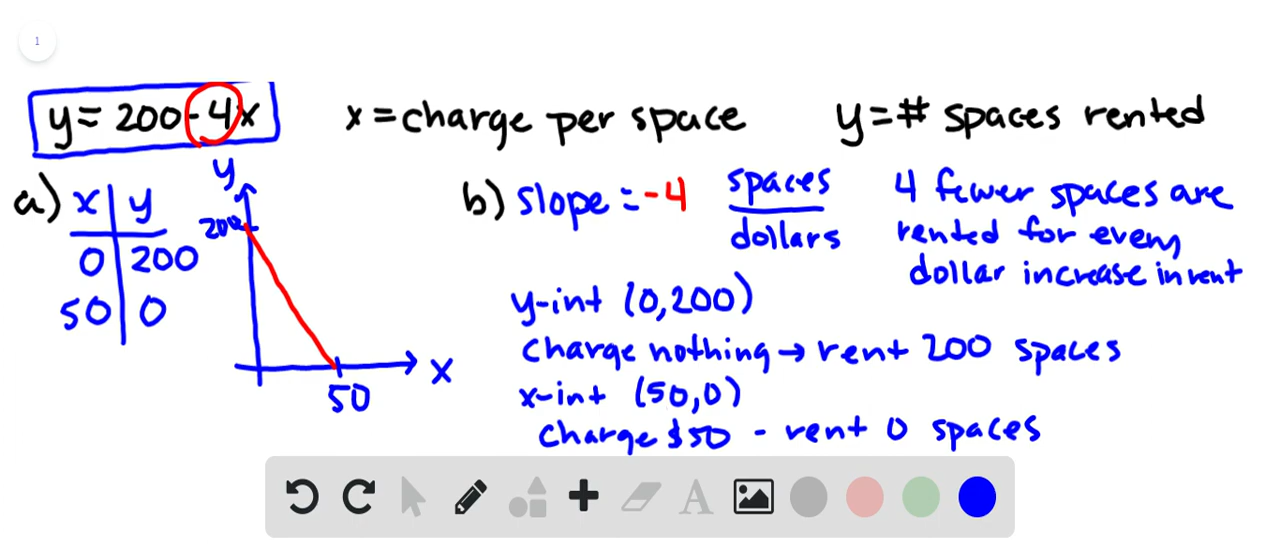 1
y = 200 - 4x
x = charge per space
y = # spaces rented
a)
x y
0 200
50 0
y
200
x
50
b) slope = -4 spaces / dollars
4 fewer spaces are
rented for every
dollar increase in rent
y-int (0,200)
Charge nothing → rent 200 spaces
x-int (50,0)
Charge $50 - rent 0 spaces
A